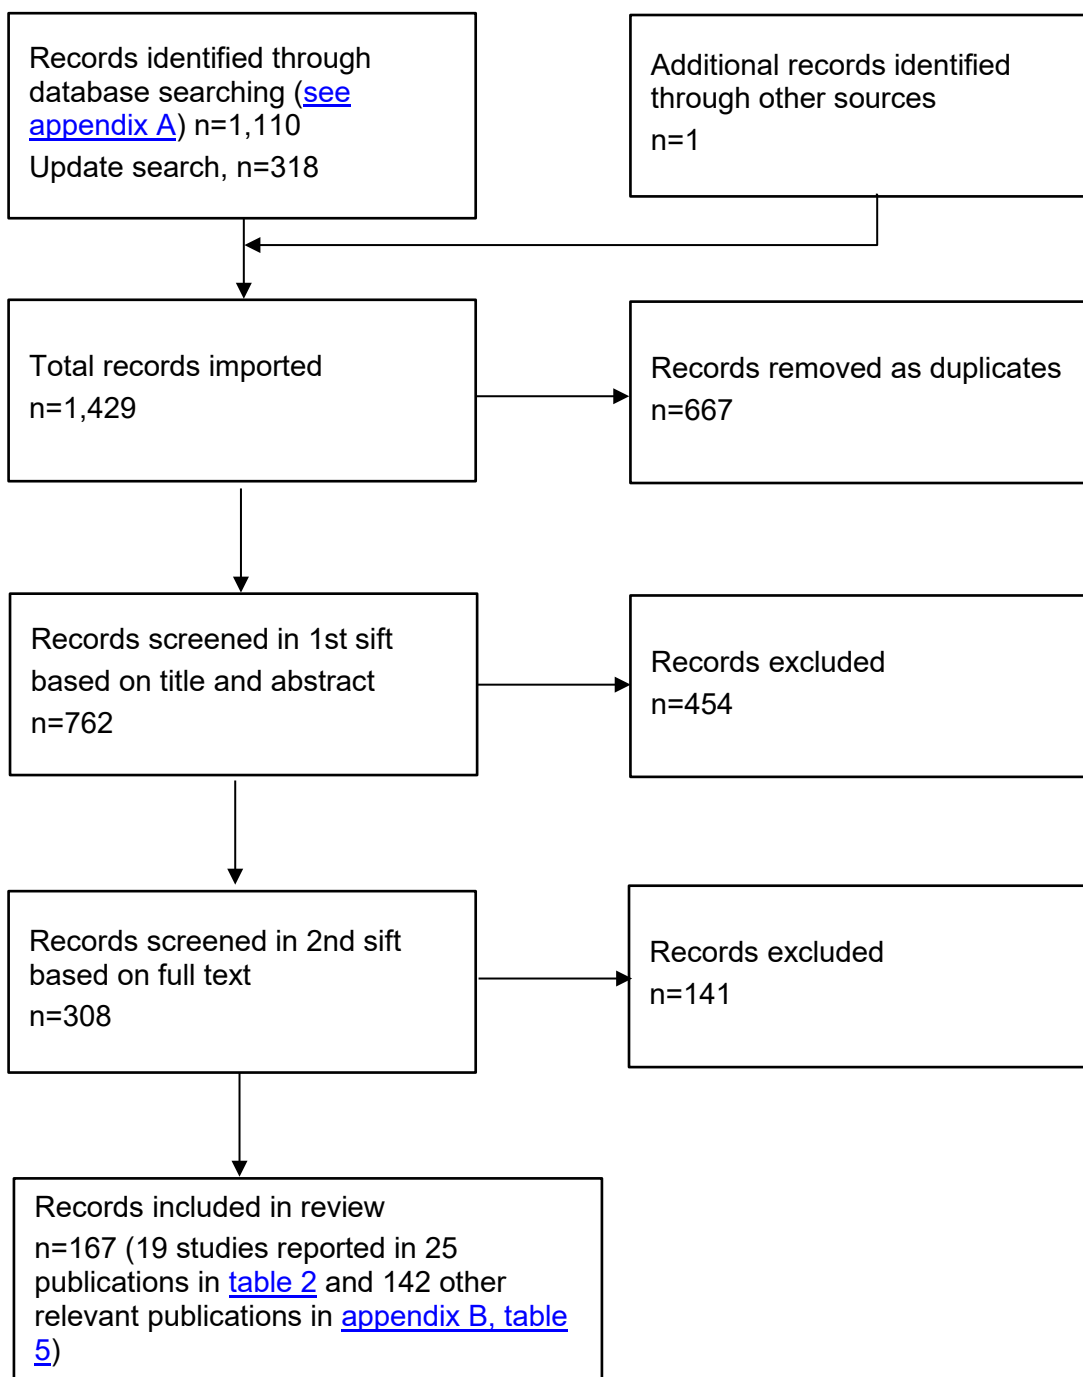 Records identified through
database searching (see
appendix A) n=1,110
Update search, n=318
Additional records identified
through other sources
n=1
Total records imported
n=1,429
Records removed as duplicates
n=667
Records screened in 1st sift
based on title and abstract
n=762
Records excluded
n=454
Records screened in 2nd sift
based on full text
n=308
Records excluded
n=141
Records included in review
n=167 (19 studies reported in 25
publications in table 2 and 142 other
relevant publications in appendix B, table
5)